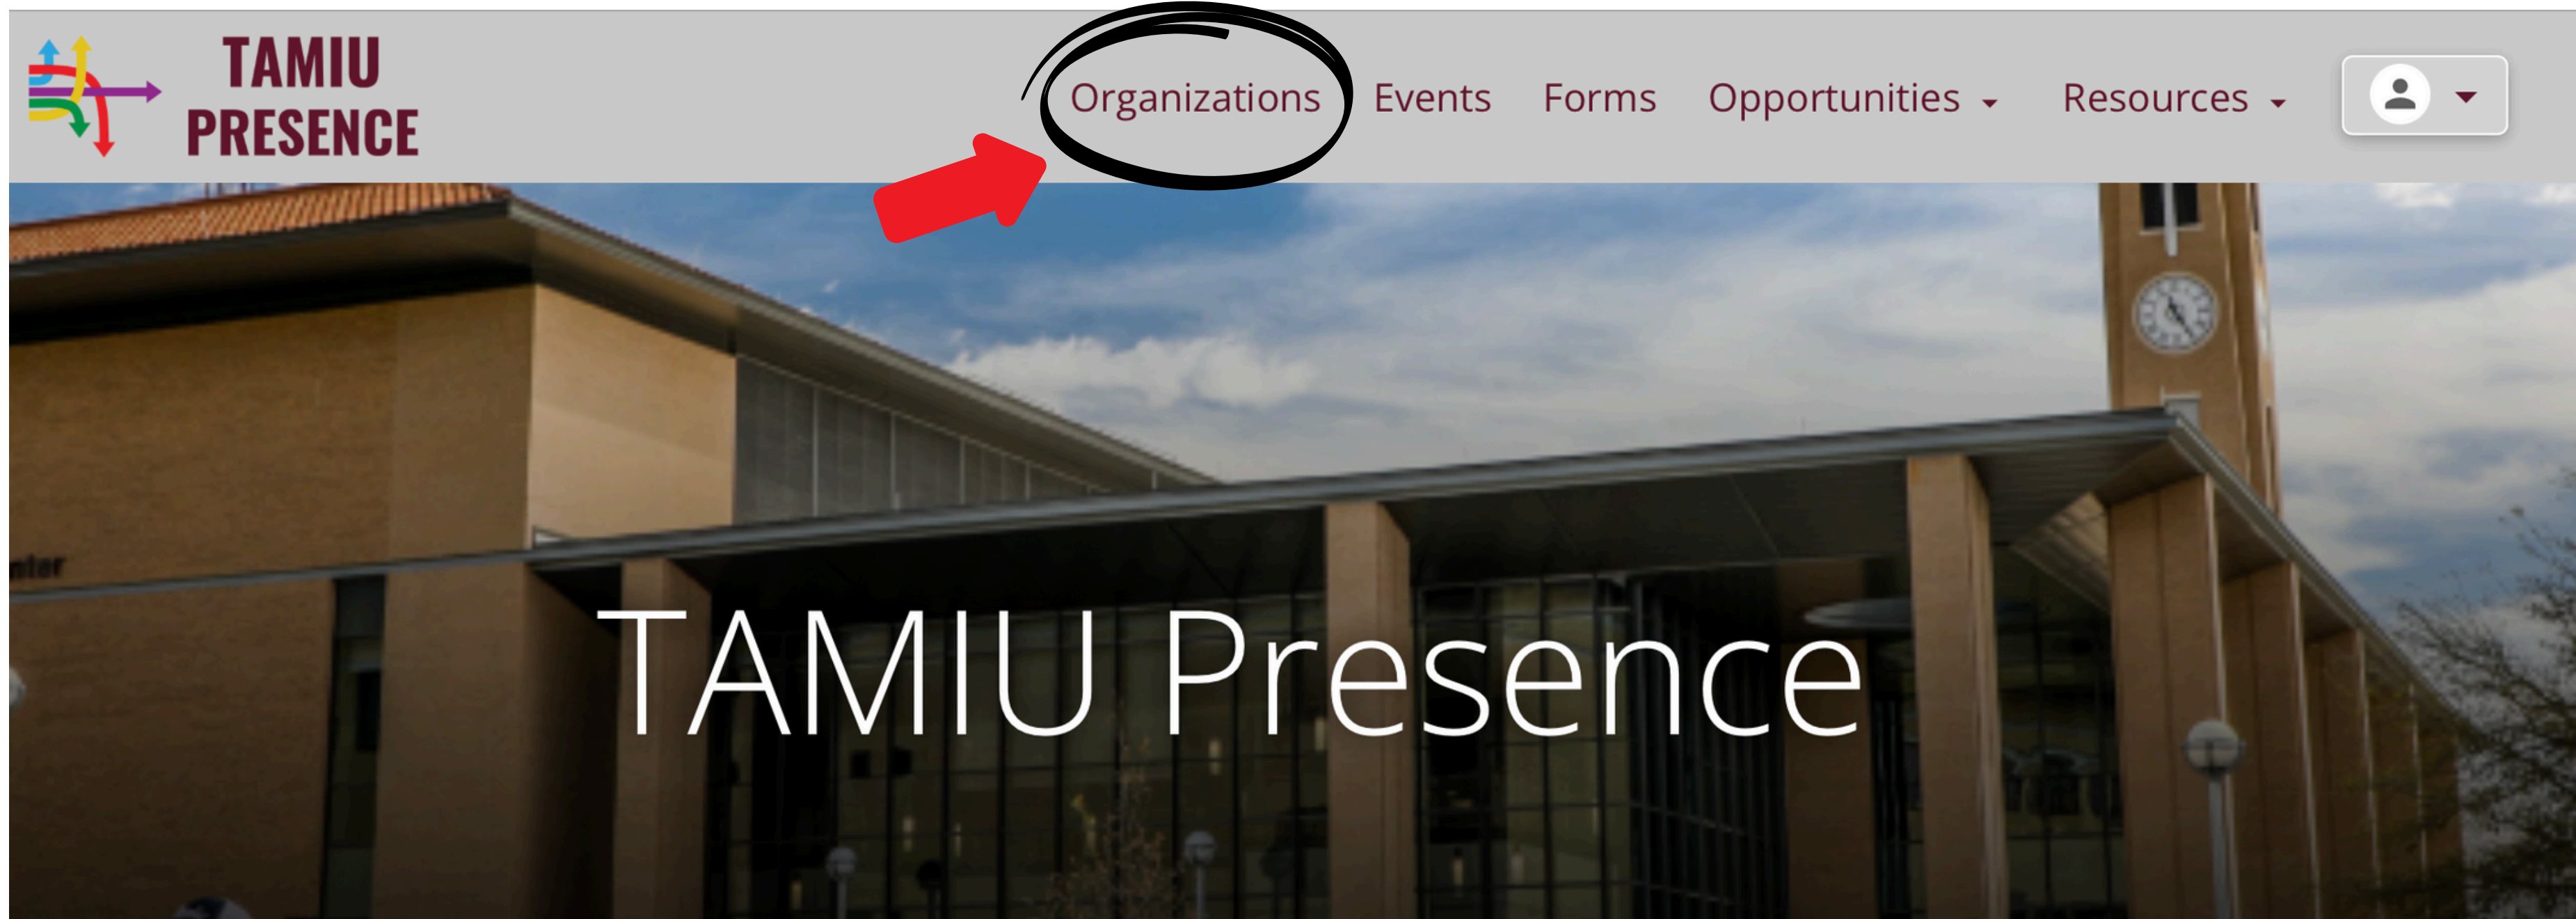 TAMIU
PRESENCE
Organizations Events Forms Opportunities Resources
TAMIU Presence